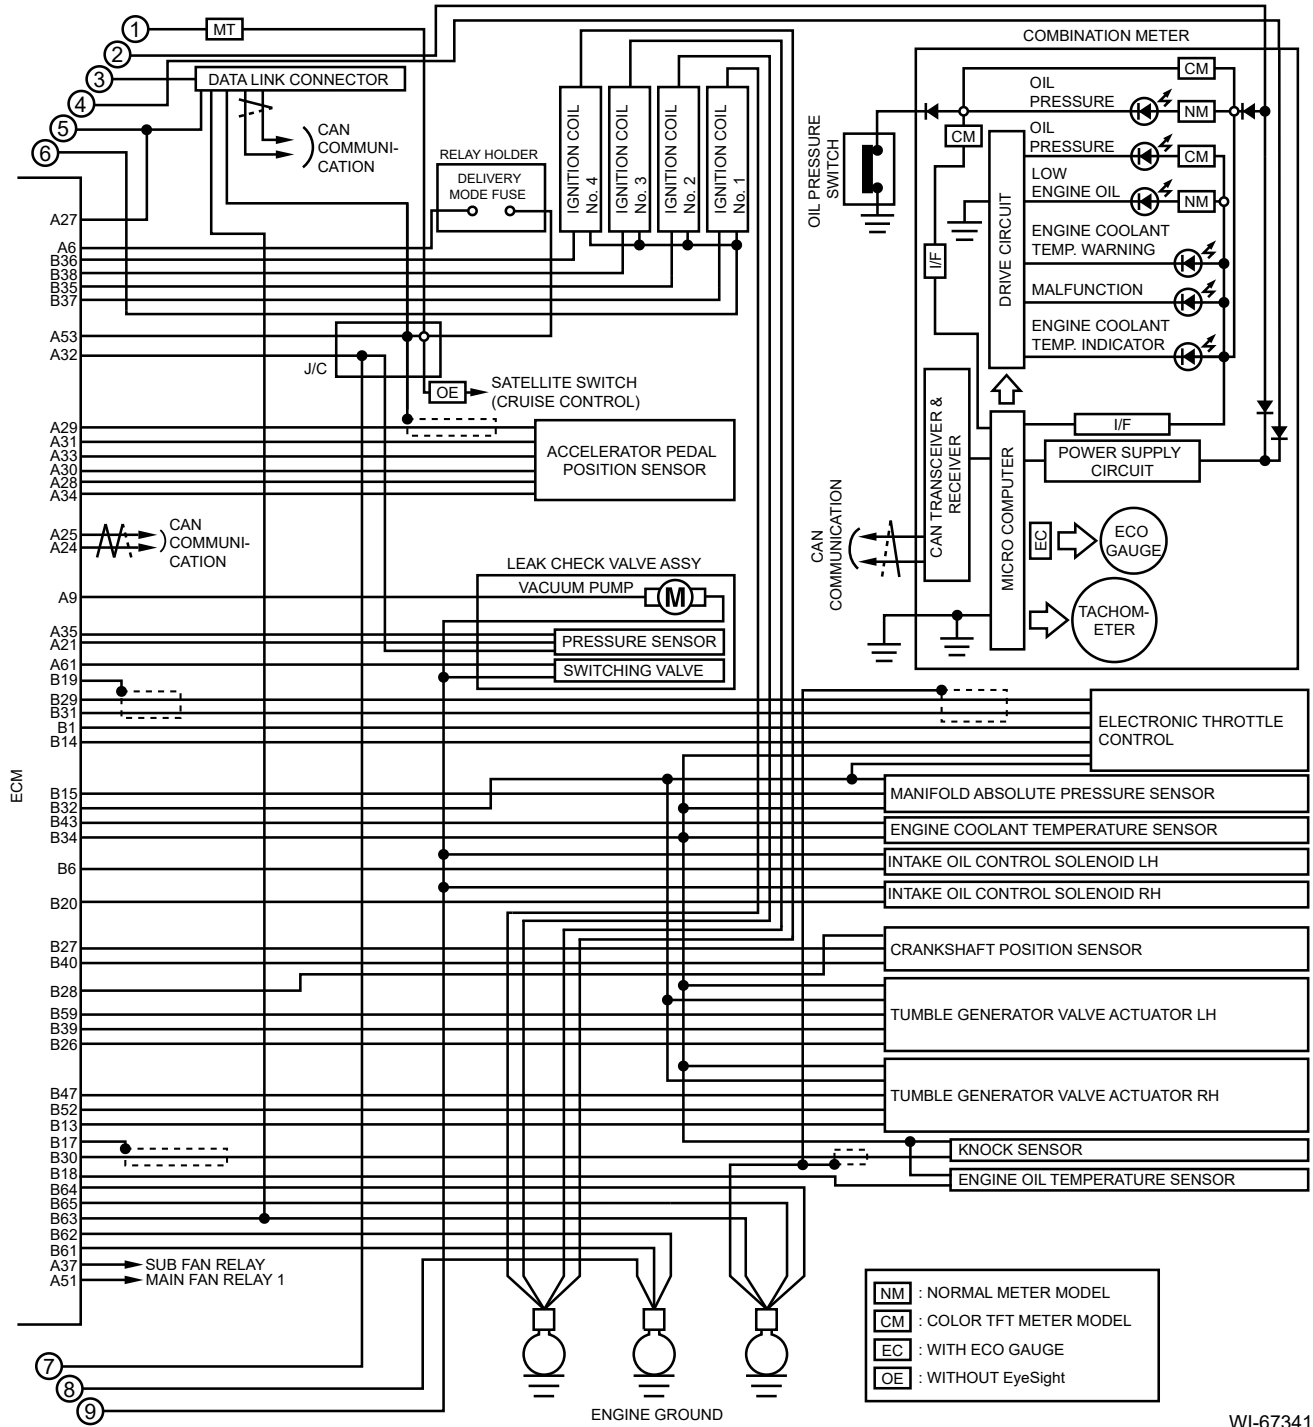 1
MT
2
3
DATA LINK CONNECTOR
4
5
6
CAN
COMMUNI-
CATION
RELAY HOLDER
DELIVERY
MODE FUSE
IGNITION COIL
No. 4
IGNITION COIL
No. 3
IGNITION COIL
No. 2
IGNITION COIL
No. 1
OIL PRESSURE
SWITCH
COMBINATION METER
CM
OIL
PRESSURE
NM
CM
OIL
PRESSURE
CM
LOW
ENGINE OIL
NM
ENGINE COOLANT
TEMP. WARNING
MALFUNCTION
ENGINE COOLANT
TEMP. INDICATOR
DRIVE CIRCUIT
I/F
I/F
POWER SUPPLY
CIRCUIT
CAN TRANSCEIVER &
RECEIVER
MICRO COMPUTER
CAN
COMMUNICATION
EC
ECO
GAUGE
TACHOM-
ETER
A27
A6
B36
B38
B35
B37
A53
A32
J/C
OE
SATELLITE SWITCH
(CRUISE CONTROL)
A29
A31
A33
A30
A28
A34
ACCELERATOR PEDAL
POSITION SENSOR
A25
A24
CAN
COMMUNI-
CATION
LEAK CHECK VALVE ASSY
VACUUM PUMP
M
A9
A35
A21
PRESSURE SENSOR
A61
SWITCHING VALVE
B19
B29
B31
B1
B14
ELECTRONIC THROTTLE
CONTROL
ECM
B15
B32
MANIFOLD ABSOLUTE PRESSURE SENSOR
B43
B34
ENGINE COOLANT TEMPERATURE SENSOR
B6
INTAKE OIL CONTROL SOLENOID LH
B20
INTAKE OIL CONTROL SOLENOID RH
B27
B40
CRANKSHAFT POSITION SENSOR
B28
B59
B39
B26
TUMBLE GENERATOR VALVE ACTUATOR LH
B47
B52
B13
TUMBLE GENERATOR VALVE ACTUATOR RH
B17
B30
KNOCK SENSOR
B18
ENGINE OIL TEMPERATURE SENSOR
B64
B65
B63
B62
B61
A37
SUB FAN RELAY
A51
MAIN FAN RELAY 1
7
8
9
ENGINE GROUND
NM : NORMAL METER MODEL
CM : COLOR TFT METER MODEL
EC : WITH ECO GAUGE
OE : WITHOUT EyeSight
WI-67341